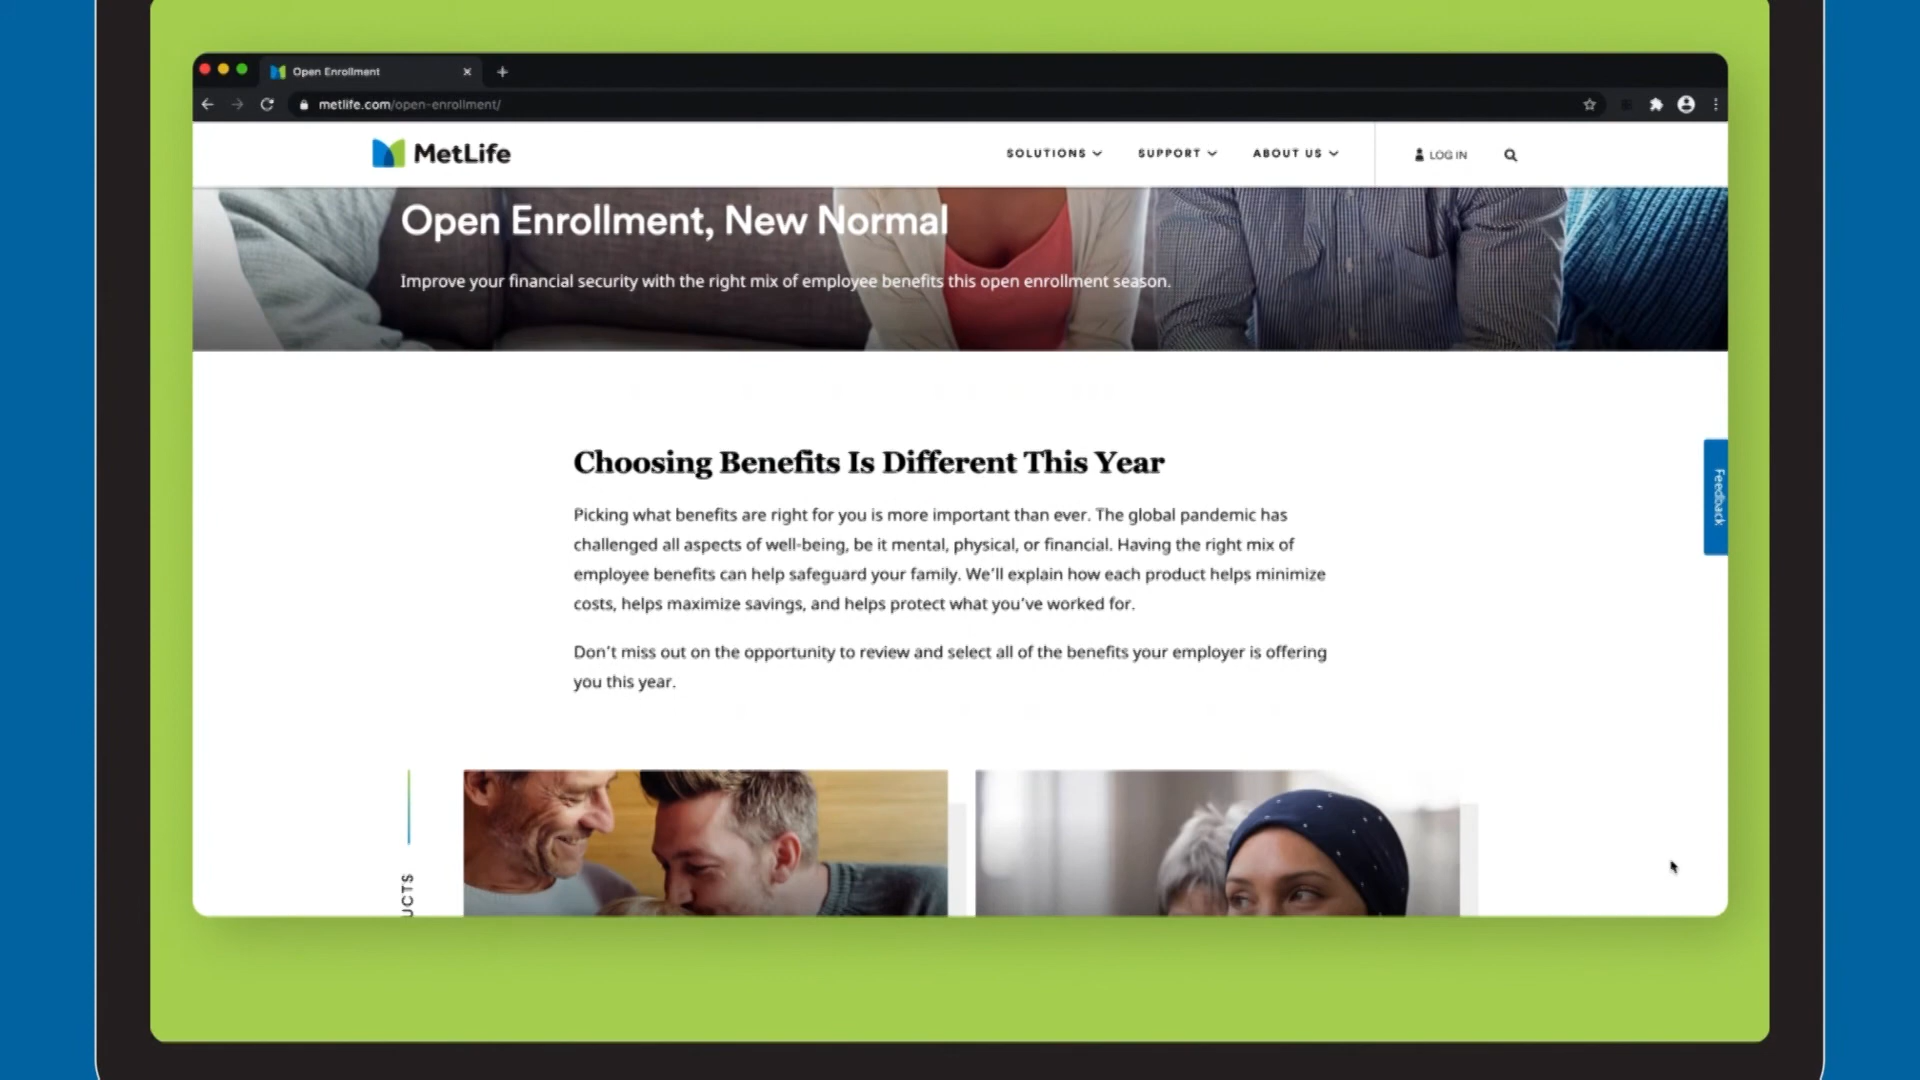 Open Enrollment
metlife.com/open-enrollment/
MetLife
SOLUTIONS
SUPPORT
ABOUT US
LOG IN
Open Enrollment, New Normal
Improve your financial security with the right mix of employee benefits this open enrollment season.
Choosing Benefits Is Different This Year
Picking what benefits are right for you is more important than ever. The global pandemic has
challenged all aspects of well-being, be it mental, physical, or financial. Having the right mix of
employee benefits can help safeguard your family. We’ll explain how each product helps minimize
costs, helps maximize savings, and helps protect what you’ve worked for.
Don’t miss out on the opportunity to review and select all of the benefits your employer is offering
you this year.
Feedback